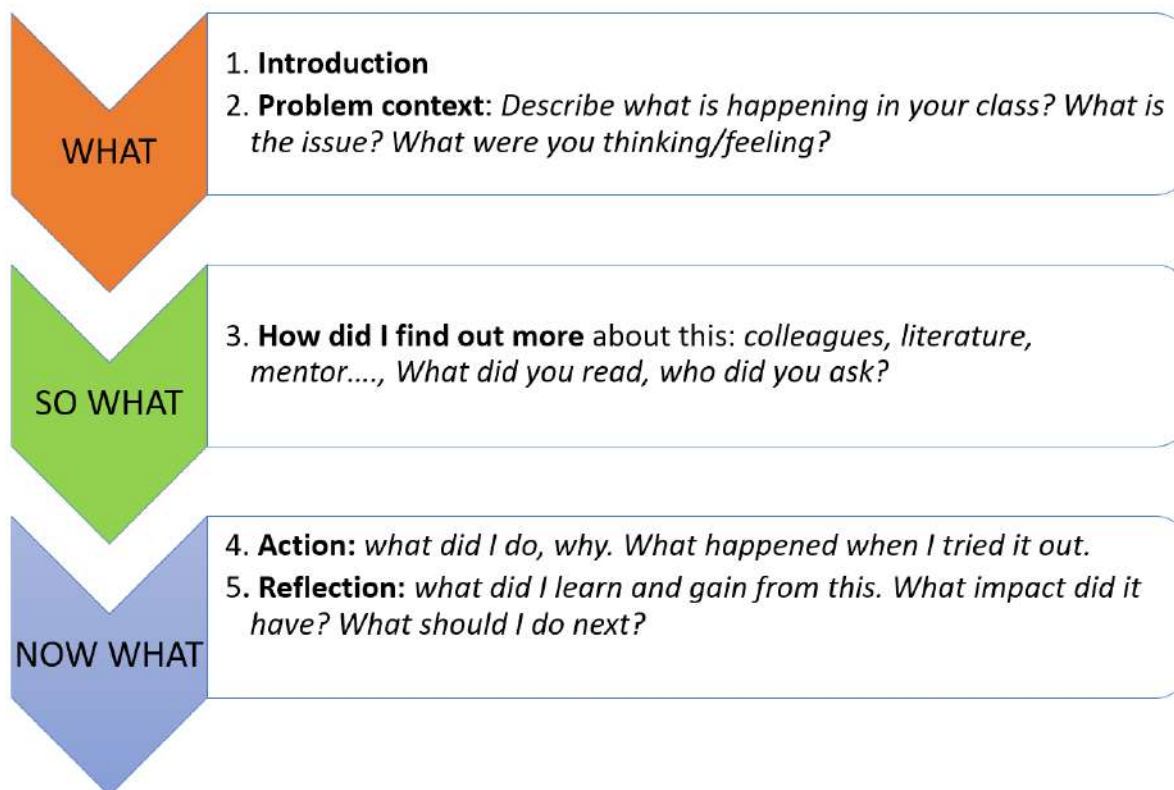 WHAT
1. Introduction
2. Problem context: Describe what is happening in your class? What is
the issue? What were you thinking/feeling?
SO WHAT
3. How did I find out more about this: colleagues, literature,
mentor...., What did you read, who did you ask?
NOW WHAT
4. Action: what did I do, why. What happened when I tried it out.
5. Reflection: what did I learn and gain from this. What impact did it
have? What should I do next?